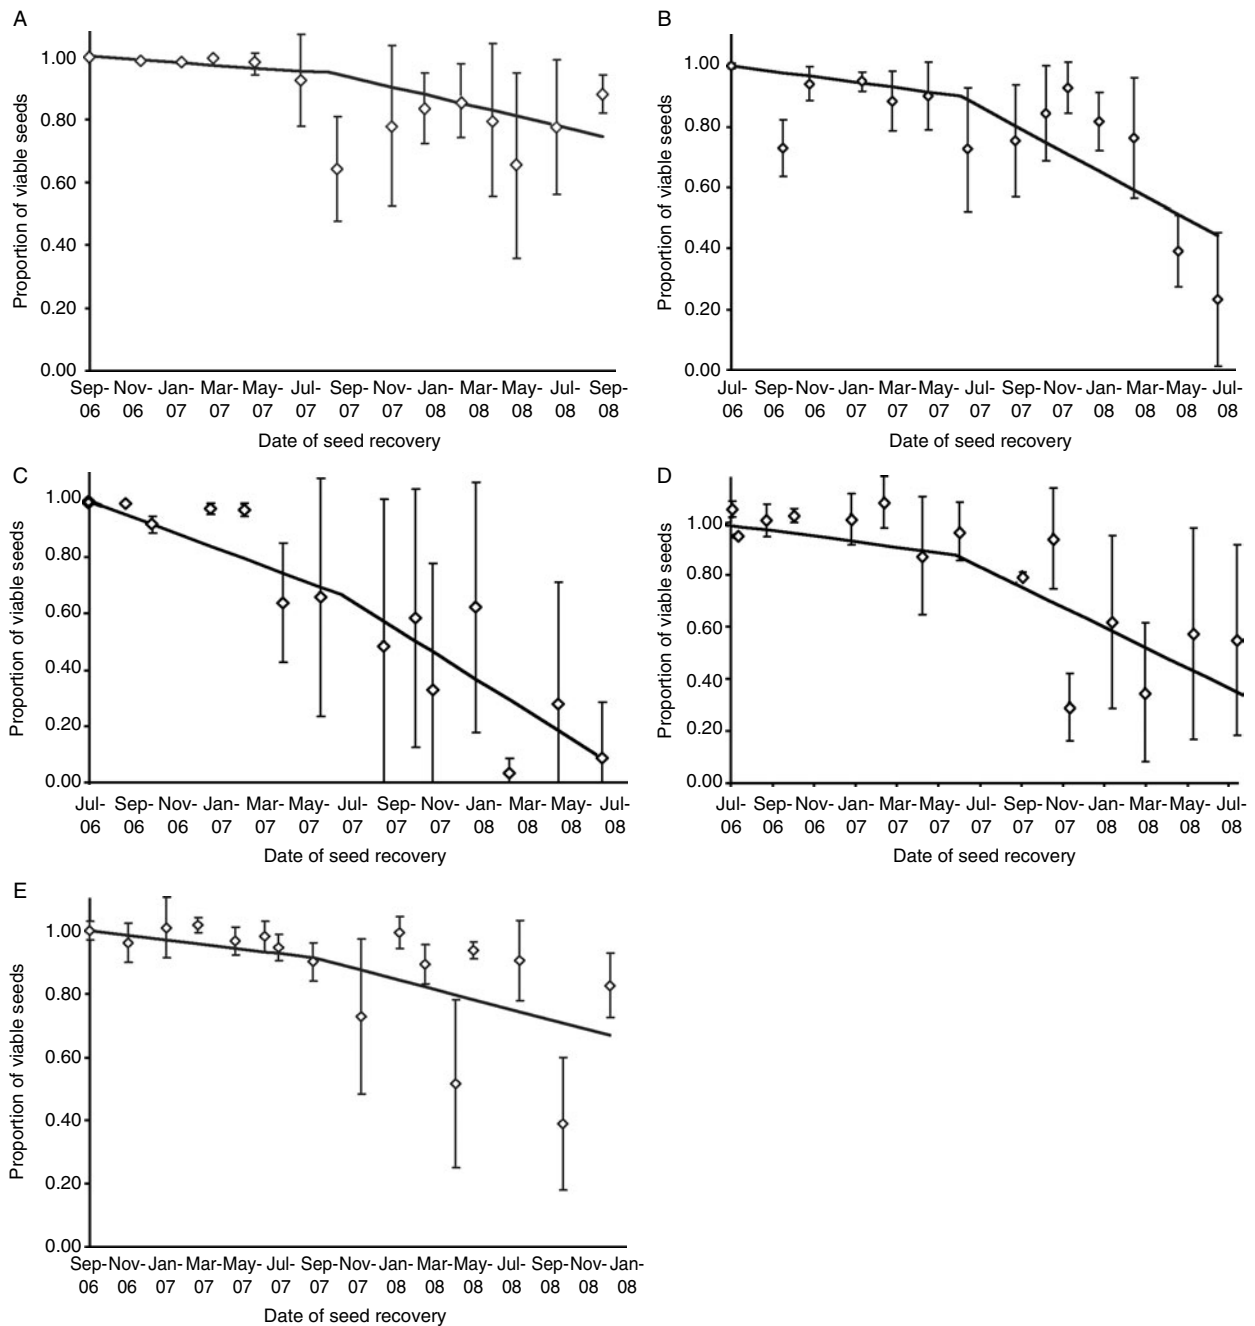 A
Proportion of viable seeds
1.00
0.80
0.60
0.40
0.20
0.00
Sep- Nov- Jan- Mar- May- Jul- Sep- Nov- Jan- Mar- May- Jul- Sep-
06 06 07 07 07 07 07 07 08 08 08 08 08
Date of seed recovery
B
Proportion of viable seeds
1.00
0.80
0.60
0.40
0.20
0.00
Jul- Sep- Nov- Jan- Mar- May- Jul- Sep- Nov- Jan- Mar- May- Jul-
06 06 06 07 07 07 07 07 07 08 08 08 08
Date of seed recovery
C
Proportion of viable seeds
1.00
0.80
0.60
0.40
0.20
0.00
Jul- Sep- Nov- Jan- Mar- May- Jul- Sep- Nov- Jan- Mar- May- Jul-
06 06 06 07 07 07 07 07 07 08 08 08 08
Date of seed recovery
D
Proportion of viable seeds
1.00
0.80
0.60
0.40
0.20
0.00
Jul- Sep- Nov- Jan- Mar- May- Jul- Sep- Nov- Jan- Mar- May- Jul-
06 06 06 07 07 07 07 07 07 08 08 08 08
Date of seed recovery
E
Proportion of viable seeds
1.00
0.80
0.60
0.40
0.20
0.00
Sep- Nov- Jan- Mar- May- Jul- Sep- Nov- Jan- Mar- May- Jul- Sep- Nov- Jan-
06 06 07 07 07 07 07 07 08 08 08 08 08 08 08
Date of seed recovery